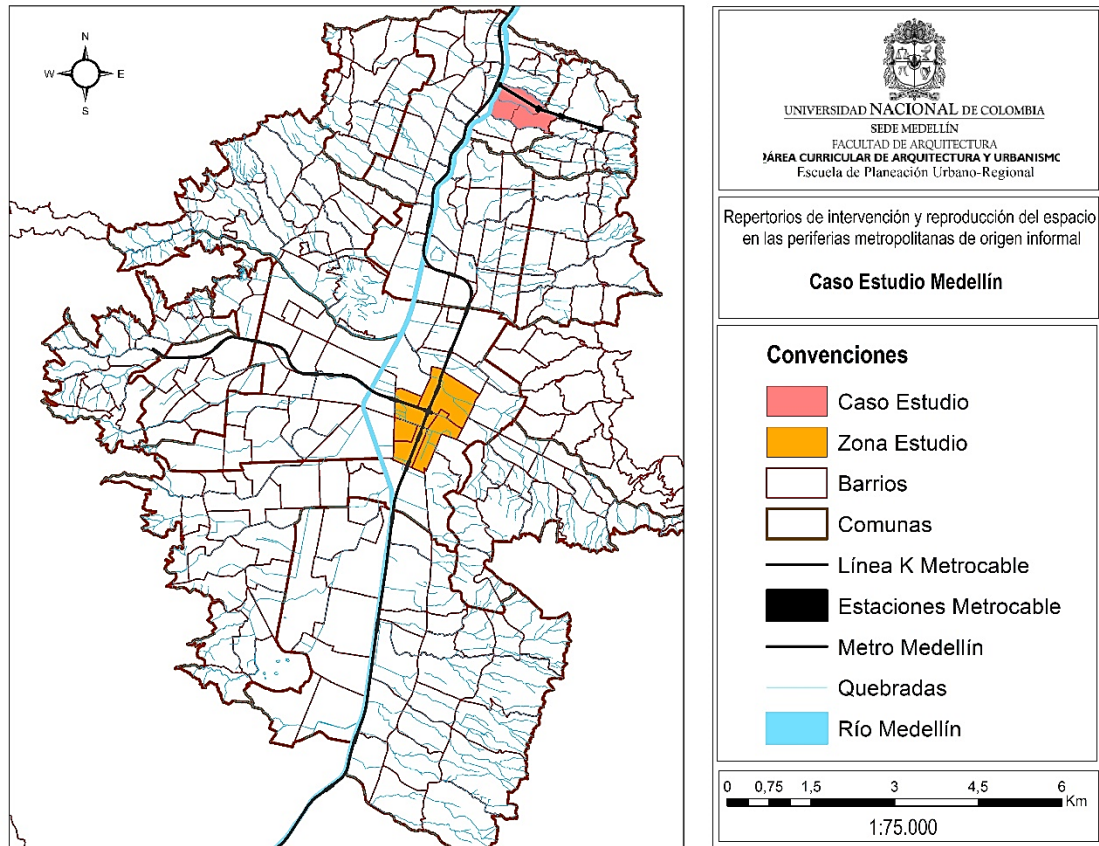 N
W E
S
UNIVERSIDAD NACIONAL DE COLOMBIA
SEDE MEDELLÍN
FACULTAD DE ARQUITECTURA
ÁREA CURRICULAR DE ARQUITECTURA Y URBANISMO
Escuela de Planeación Urbano-Regional
Repertorios de intervención y reproducción del espacio
en las periferias metropolitanas de origen informal
Caso Estudio Medellín
Convenciones
Caso Estudio
Zona Estudio
Barrios
Comunas
Línea K Metrocable
Estaciones Metrocable
Metro Medellín
Quebradas
Río Medellín
0 0,75 1,5 3 4,5 6
Km
1:75.000